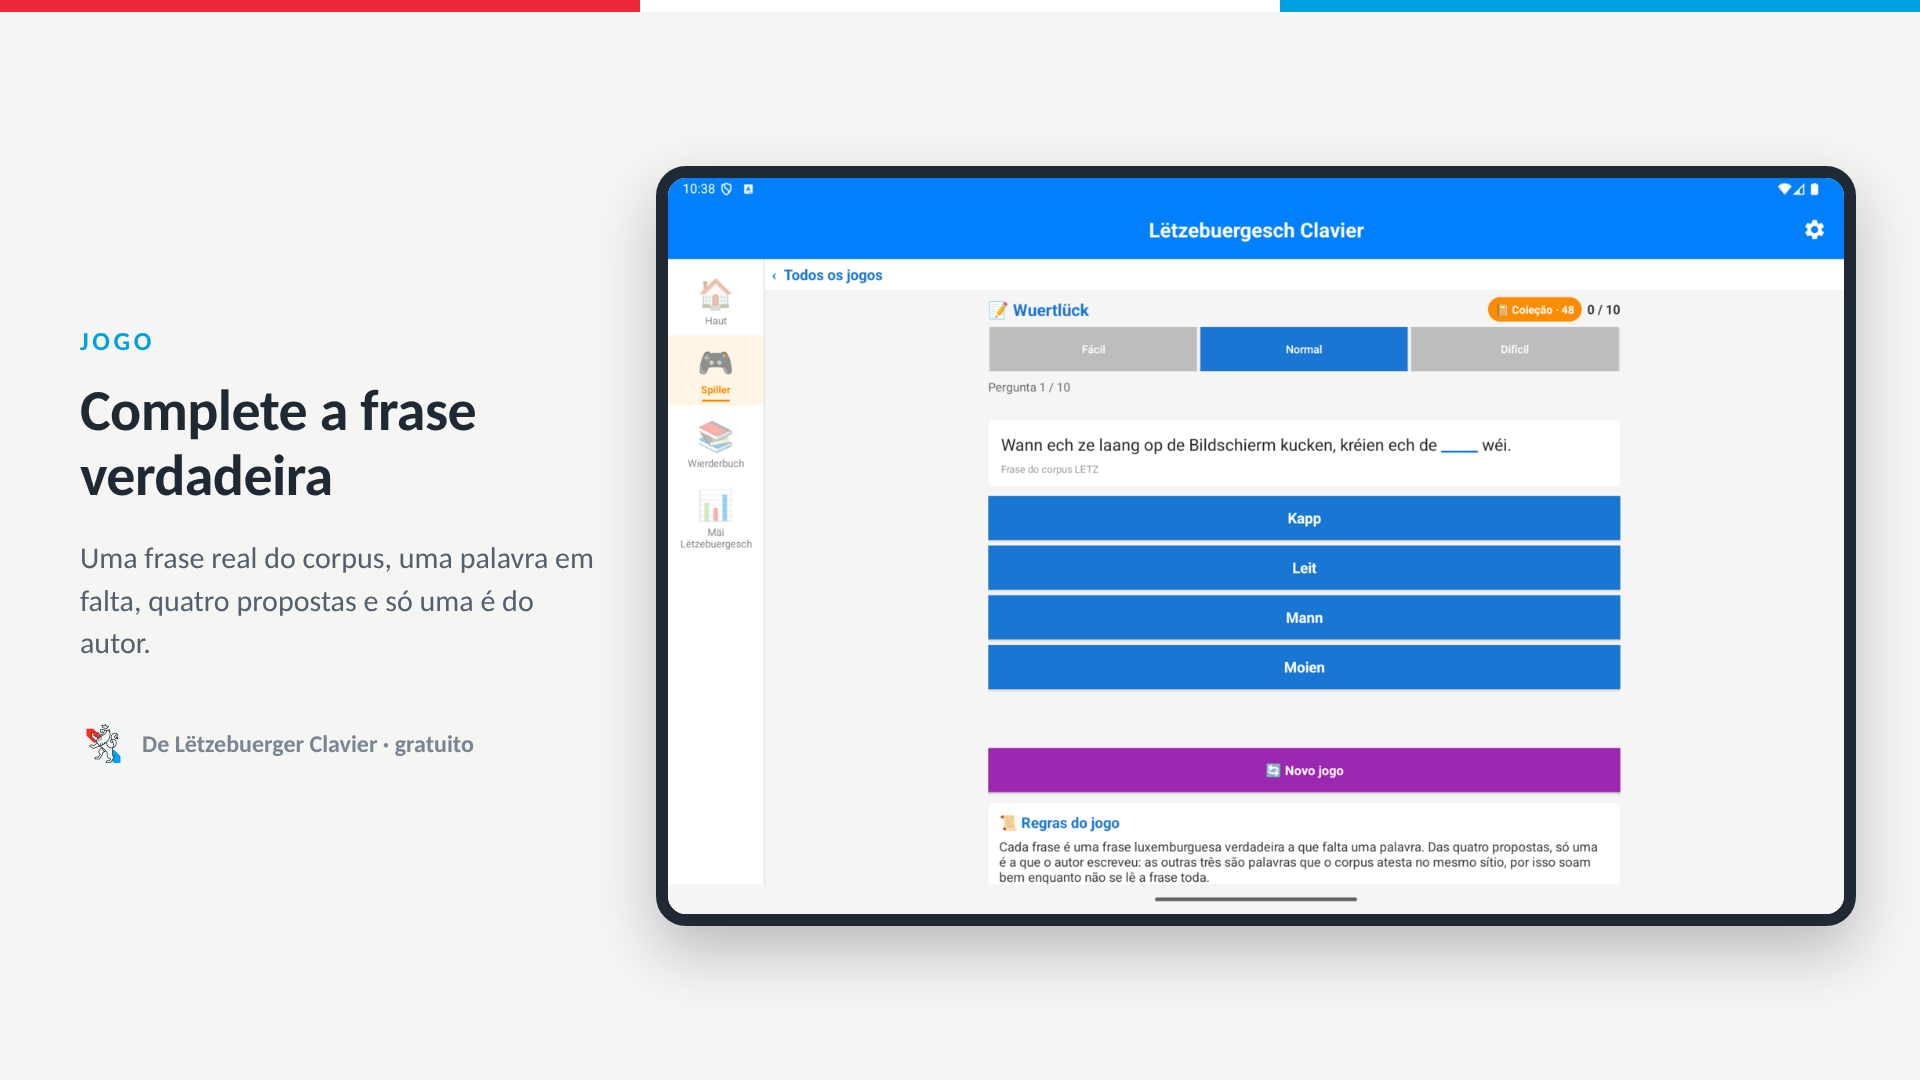 JOGO
Complete a frase
verdadeira
Uma frase real do corpus, uma palavra em
falta, quatro propostas e só uma é do
autor.
De Lëtzebuerger Clavier · gratuito
10:38
Lëtzebuergesch Clavier
Haut
Spiller
Wierderbuch
Mäi
Lëtzebuergesch
‹ Todos os jogos
Wuertlück
Coleção · 48
0 / 10
Fácil
Normal
Difícil
Pergunta 1 / 10
Wann ech ze laang op de Bildschierm kucken, kréien ech de ____ wéi.
Frase do corpus LETZ
Kapp
Leit
Mann
Moien
Novo jogo
Regras do jogo
Cada frase é uma frase luxemburguesa verdadeira a que falta uma palavra. Das quatro propostas, só uma
é a que o autor escreveu: as outras três são palavras que o corpus atesta no mesmo sítio, por isso soam
bem enquanto não se lê a frase toda.